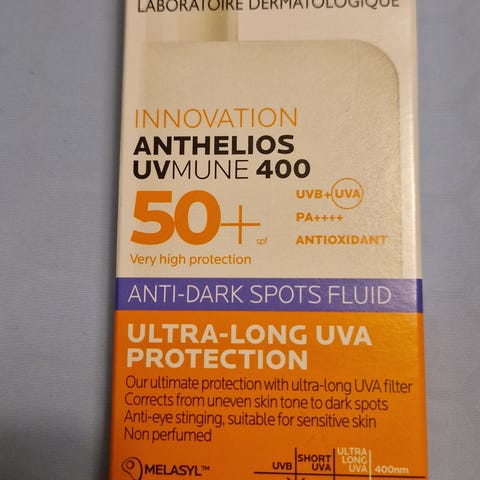 LABORATOIRE DERMATOLOGIQUE
INNOVATION
ANTHELIOS
UVMUNE 400
50+ spf
UVB+UVA
PA++++
ANTIOXIDANT
Very high protection
ANTI-DARK SPOTS FLUID
ULTRA-LONG UVA
PROTECTION
Our ultimate protection with ultra-long UVA filter
Corrects from uneven skin tone to dark spots
Anti-eye stinging, suitable for sensitive skin
Non perfumed
MELASYL™
UVB
SHORT
UVA
ULTRA
LONG
UVA
400nm